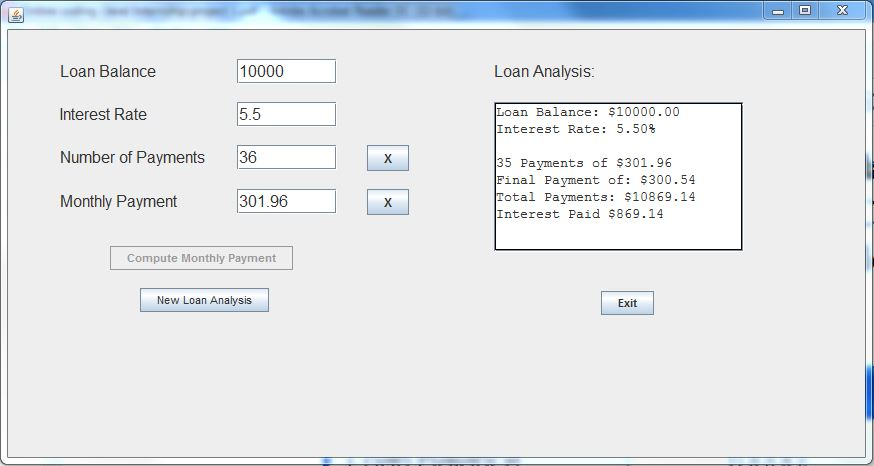 Loan Balance
10000
Interest Rate
5.5
Number of Payments
36
X
Monthly Payment
301.96
X
Compute Monthly Payment
New Loan Analysis
Loan Analysis:
Loan Balance: $10000.00
Interest Rate: 5.50%
35 Payments of $301.96
Final Payment of: $300.54
Total Payments: $10869.14
Interest Paid $869.14
Exit